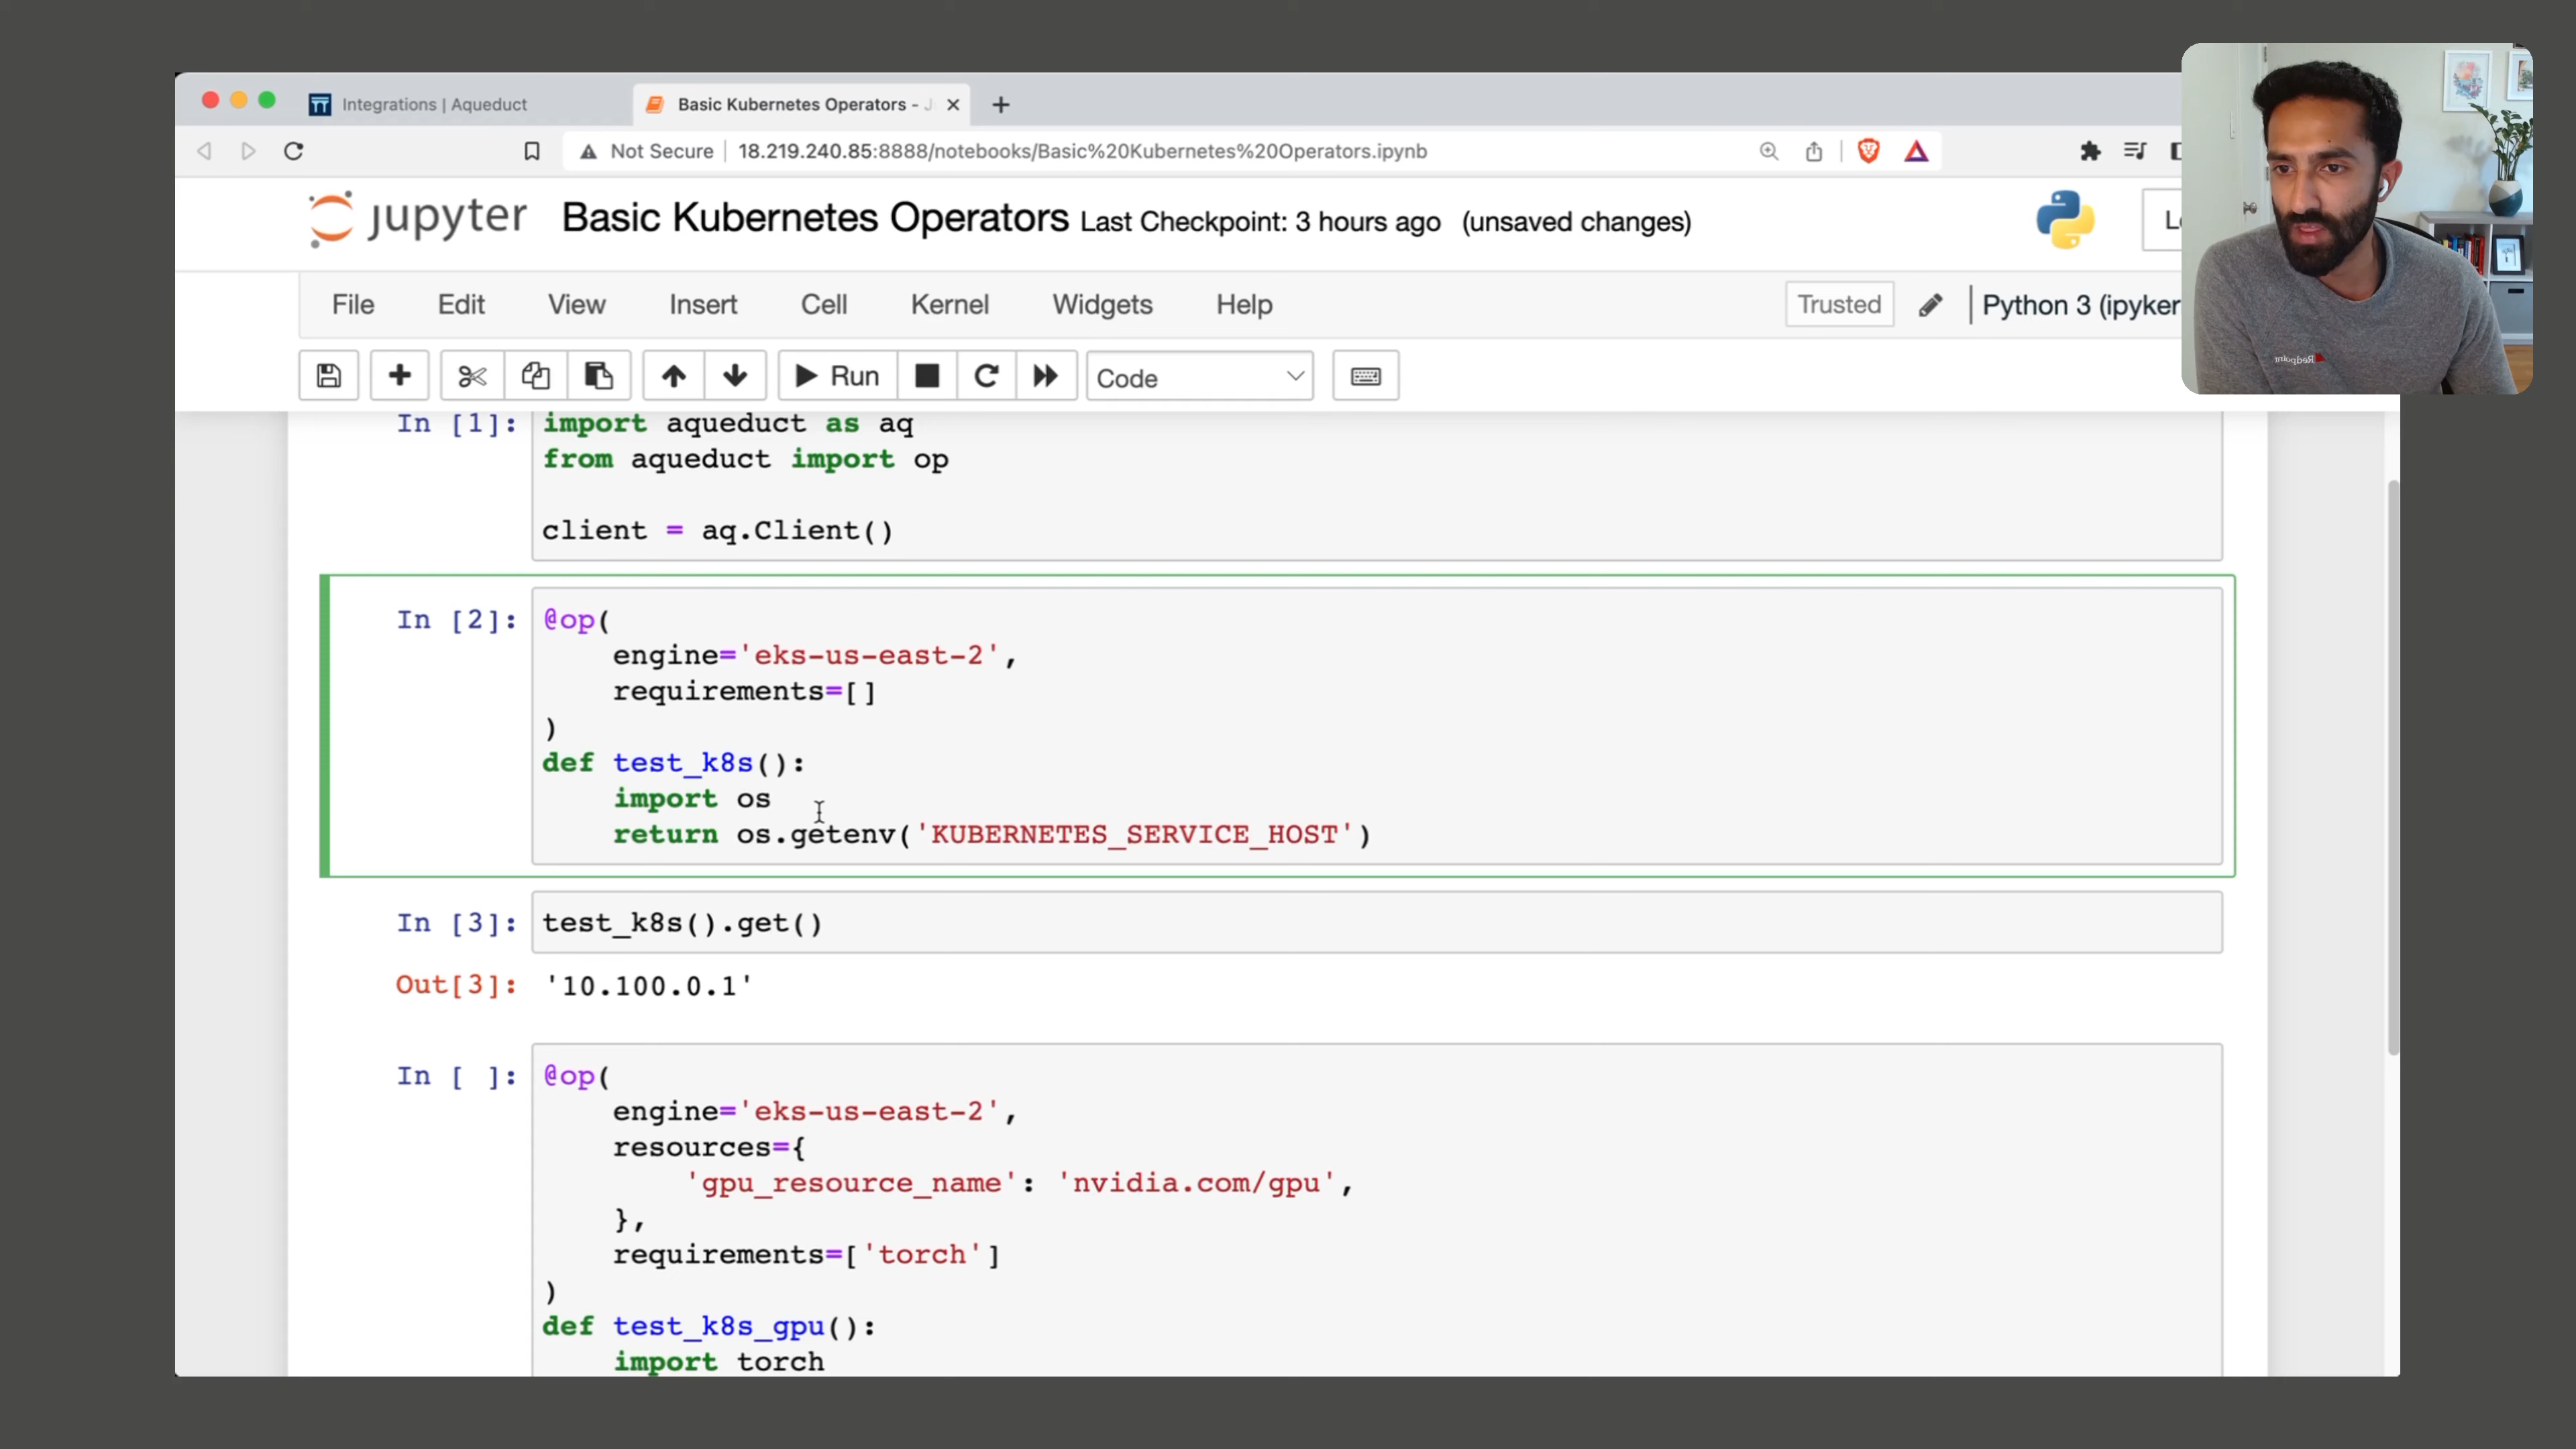 Integrations | Aqueduct
Basic Kubernetes Operators - J
Not Secure
18.219.240.85:8888/notebooks/Basic%20Kubernetes%20Operators.ipynb
jupyter
Basic Kubernetes Operators Last Checkpoint: 3 hours ago (unsaved changes)
File Edit View Insert Cell Kernel Widgets Help
Trusted
Python 3 (ipyker
Run
Code
In [1]: import aqueduct as aq
from aqueduct import op
client = aq.Client()
In [2]: @op(
engine='eks-us-east-2',
requirements=[]
)
def test_k8s():
import os
return os.getenv('KUBERNETES_SERVICE_HOST')
In [3]: test_k8s().get()
Out[3]: '10.100.0.1'
In [ ]: @op(
engine='eks-us-east-2',
resources={
'gpu_resource_name': 'nvidia.com/gpu',
},
requirements=['torch']
)
def test_k8s_gpu():
import torch
Redpoint